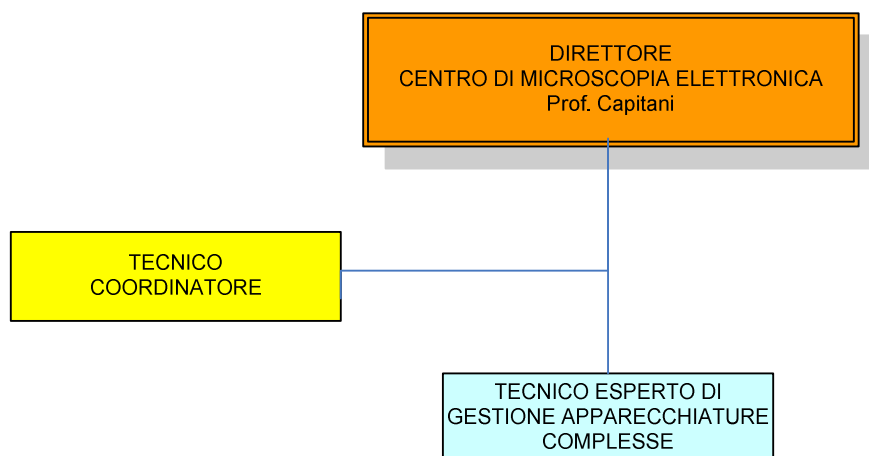 DIRETTORE
CENTRO DI MICROSCOPIA ELETTRONICA
Prof. Capitani
TECNICO
COORDINATORE
TECNICO ESPERTO DI
GESTIONE APPARECCHIATURE
COMPLESSE